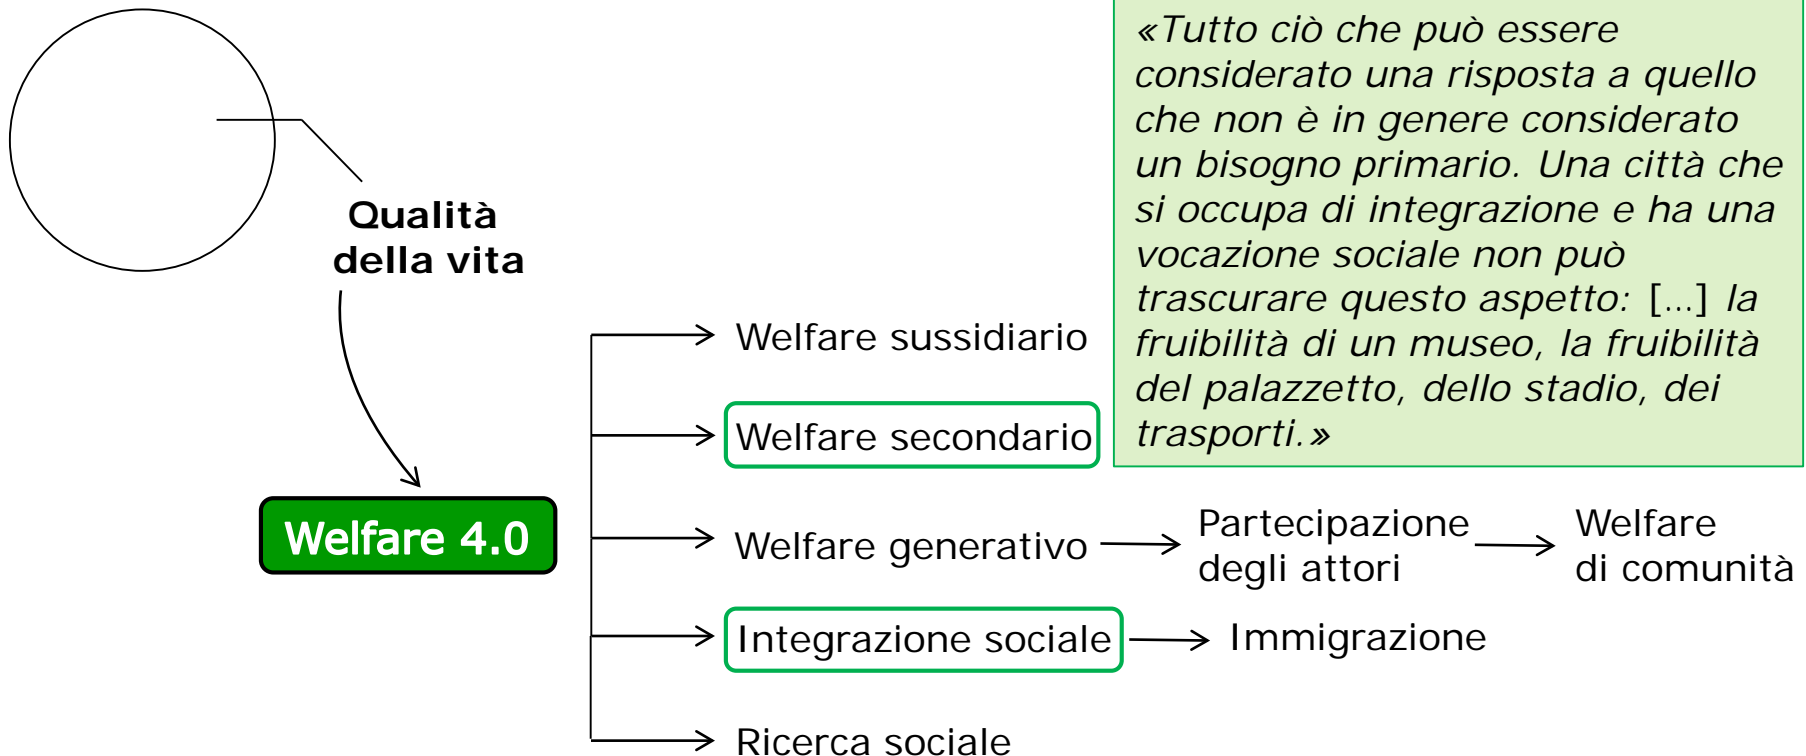 «Tutto ciò che può essere
considerato una risposta a quello
che non è in genere considerato
un bisogno primario. Una città che
si occupa di integrazione e ha una
vocazione sociale non può
trascurare questo aspetto: [...] la
fruibilità di un museo, la fruibilità
del palazzetto, dello stadio, dei
trasporti.»
Qualità
della vita
Welfare 4.0
Welfare sussidiario
Welfare secondario
Welfare generativo
Partecipazione
degli attori
Welfare
di comunità
Integrazione sociale
Immigrazione
Ricerca sociale